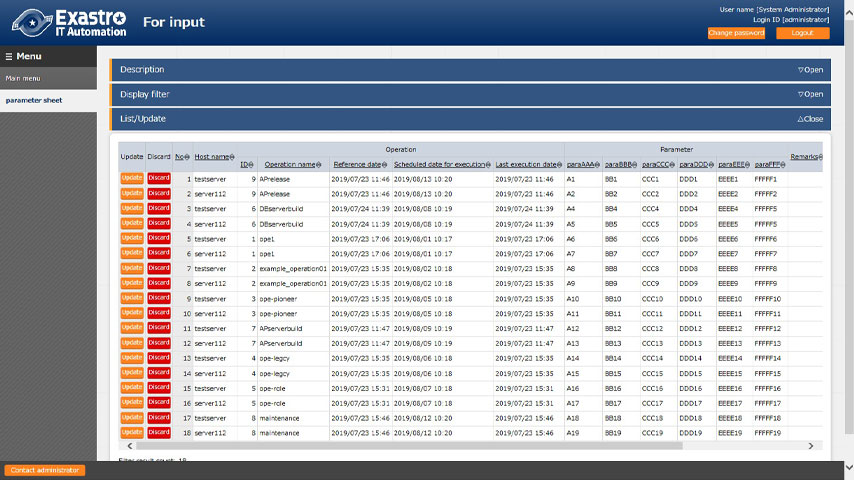 Exastro
IT Automation
For input
User name [System Administrator]
Login ID [administrator]
Change password
Logout
Menu
Main menu
parameter sheet
Description
▽Open
Display filter
▽Open
List/Update
△Close
Operation Parameter
Update Discard No Host name ID Operation name Reference date Scheduled date for execution Last execution date paraAAA paraBBB paraCCC paraDDD paraEEE paraFFF Remarks
Update Discard 1 testserver 9 APrelease 2019/07/23 11:46 2019/08/13 10:20 2019/07/23 11:46 A1 BB1 CCC1 DDD1 EEEE1 FFFFF1
Update Discard 2 server112 9 APrelease 2019/07/23 11:46 2019/08/13 10:20 2019/07/23 11:46 A2 BB2 CCC2 DDD2 EEEE2 FFFFF2
Update Discard 3 testserver 6 DBserverbuild 2019/07/24 11:39 2019/08/08 10:19 2019/07/24 11:39 A4 BB4 CCC4 DDD4 EEEE4 FFFFF4
Update Discard 4 server112 6 DBserverbuild 2019/07/24 11:39 2019/08/08 10:19 2019/07/24 11:39 A5 BB5 CCC5 DDD5 EEEE5 FFFFF5
Update Discard 5 testserver 1 ope1 2019/07/23 17:06 2019/08/01 10:17 2019/07/23 17:06 A6 BB6 CCC6 DDD6 EEEE6 FFFFF6
Update Discard 6 server112 1 ope1 2019/07/23 17:06 2019/08/01 10:17 2019/07/23 17:06 A7 BB7 CCC7 DDD7 EEEE7 FFFFF7
Update Discard 7 testserver 2 example_operation01 2019/07/23 15:35 2019/08/02 10:18 2019/07/23 15:35 A8 BB8 CCC8 DDD8 EEEE8 FFFFF8
Update Discard 8 server112 2 example_operation01 2019/07/23 15:35 2019/08/02 10:18 2019/07/23 15:35 A9 BB9 CCC9 DDD9 EEEE9 FFFFF9
Update Discard 9 testserver 3 ope-pioneer 2019/07/23 15:35 2019/08/05 10:18 2019/07/23 15:35 A10 BB10 CCC10 DDD10 EEEE10 FFFFF10
Update Discard 10 server112 3 ope-pioneer 2019/07/23 15:35 2019/08/05 10:18 2019/07/23 15:35 A11 BB11 CCC11 DDD11 EEEE11 FFFFF11
Update Discard 11 testserver 7 APserverbuild 2019/07/23 11:47 2019/08/09 10:19 2019/07/23 11:47 A12 BB12 CCC12 DDD12 EEEE12 FFFFF12
Update Discard 12 server112 7 APserverbuild 2019/07/23 11:47 2019/08/09 10:19 2019/07/23 11:47 A13 BB13 CCC13 DDD13 EEEE13 FFFFF13
Update Discard 13 testserver 4 ope-legcy 2019/07/23 15:35 2019/08/06 10:18 2019/07/23 15:35 A14 BB14 CCC14 DDD14 EEEE14 FFFFF14
Update Discard 14 server112 4 ope-legcy 2019/07/23 15:35 2019/08/06 10:18 2019/07/23 15:35 A15 BB15 CCC15 DDD15 EEEE15 FFFFF15
Update Discard 15 testserver 5 ope-role 2019/07/23 15:31 2019/08/07 10:18 2019/07/23 15:31 A16 BB16 CCC16 DDD16 EEEE16 FFFFF16
Update Discard 16 server112 5 ope-role 2019/07/23 15:31 2019/08/07 10:18 2019/07/23 15:31 A17 BB17 CCC17 DDD17 EEEE17 FFFFF17
Update Discard 17 testserver 8 maintenance 2019/07/23 15:46 2019/08/12 10:20 2019/07/23 15:46 A18 BB18 CCC18 DDD18 EEEE18 FFFFF18
Update Discard 18 server112 8 maintenance 2019/07/23 15:46 2019/08/12 10:20 2019/07/23 15:46 A19 BB19 CCC19 DDD19 EEEE19 FFFFF19
Filter result count: 18
Contact administrator